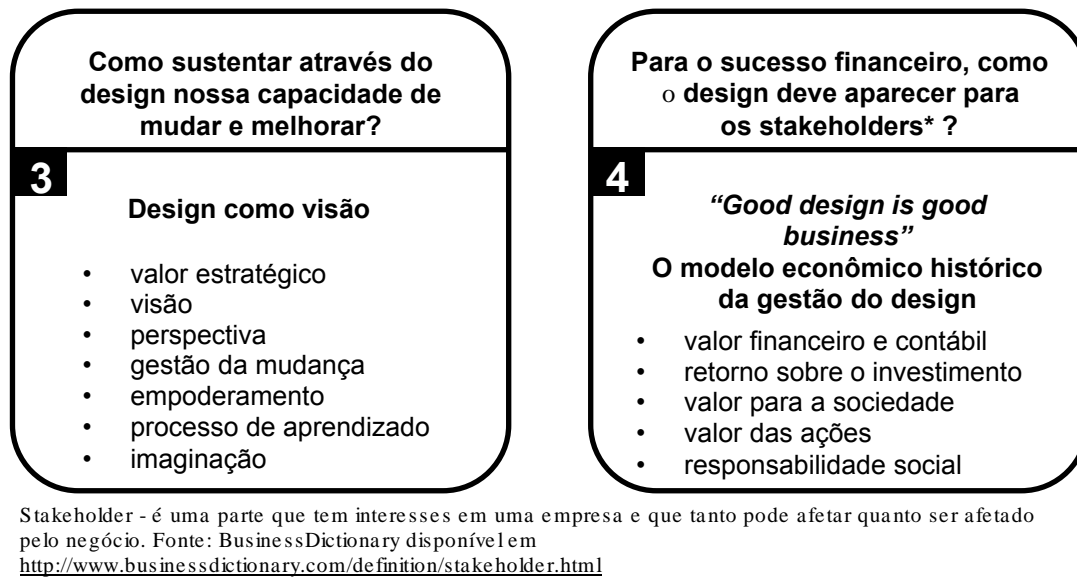 Como sustentar através do
design nossa capacidade de
mudar e melhorar?
3
Design como visão
• valor estratégico
• visão
• perspectiva
• gestão da mudança
• empoderamento
• processo de aprendizado
• imaginação
Para o sucesso financeiro, como
o design deve aparecer para
os stakeholders* ?
4
“Good design is good
business”
O modelo econômico histórico
da gestão do design
• valor financeiro e contábil
• retorno sobre o investimento
• valor para a sociedade
• valor das ações
• responsabilidade social
Stakeholder - é uma parte que tem interesses em uma empresa e que tanto pode afetar quanto ser afetado
pelo negócio. Fonte: BusinessDictionary disponível em
http://www.businessdictionary.com/definition/stakeholder.html